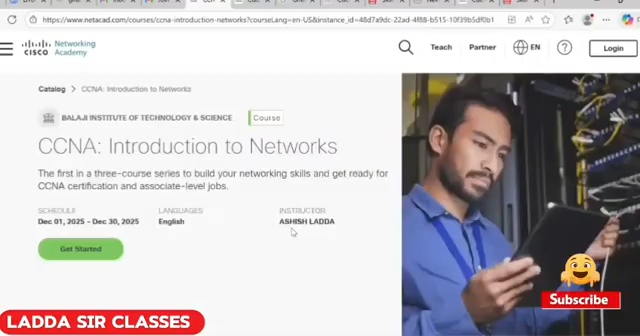 https://www.netacad.com/courses/ccna-introduction-networks?courseLang=en-US&instance_id=48d7a9dc-22ad-4f88-b515-10f39b5df0b1
CISCO Networking Academy
Teach
Partner
EN
Login
Catalog > CCNA: Introduction to Networks
BALAJI INSTITUTE OF TECHNOLOGY & SCIENCE
Course
CCNA: Introduction to Networks
The first in a three-course series to build your networking skills and get ready for
CCNA certification and associate-level jobs.
SCHEDULE
LANGUAGES
INSTRUCTOR
Dec 01, 2025 - Dec 30, 2025
English
ASHISH LADDA
Get Started
Subscribe
LADDA SIR CLASSES